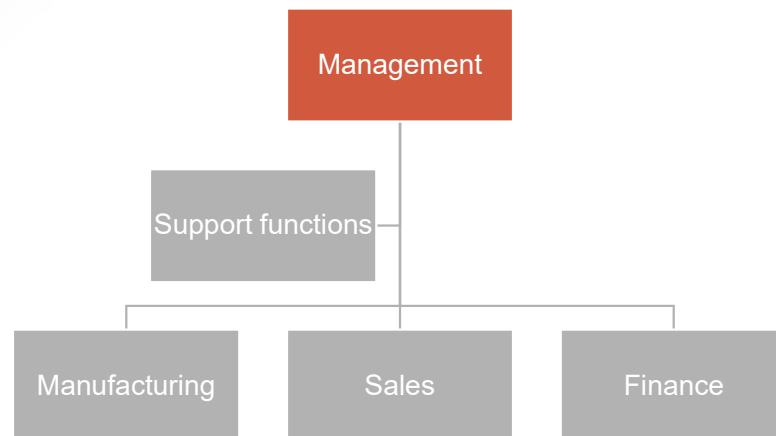 Management
Support functions
Manufacturing
Sales
Finance